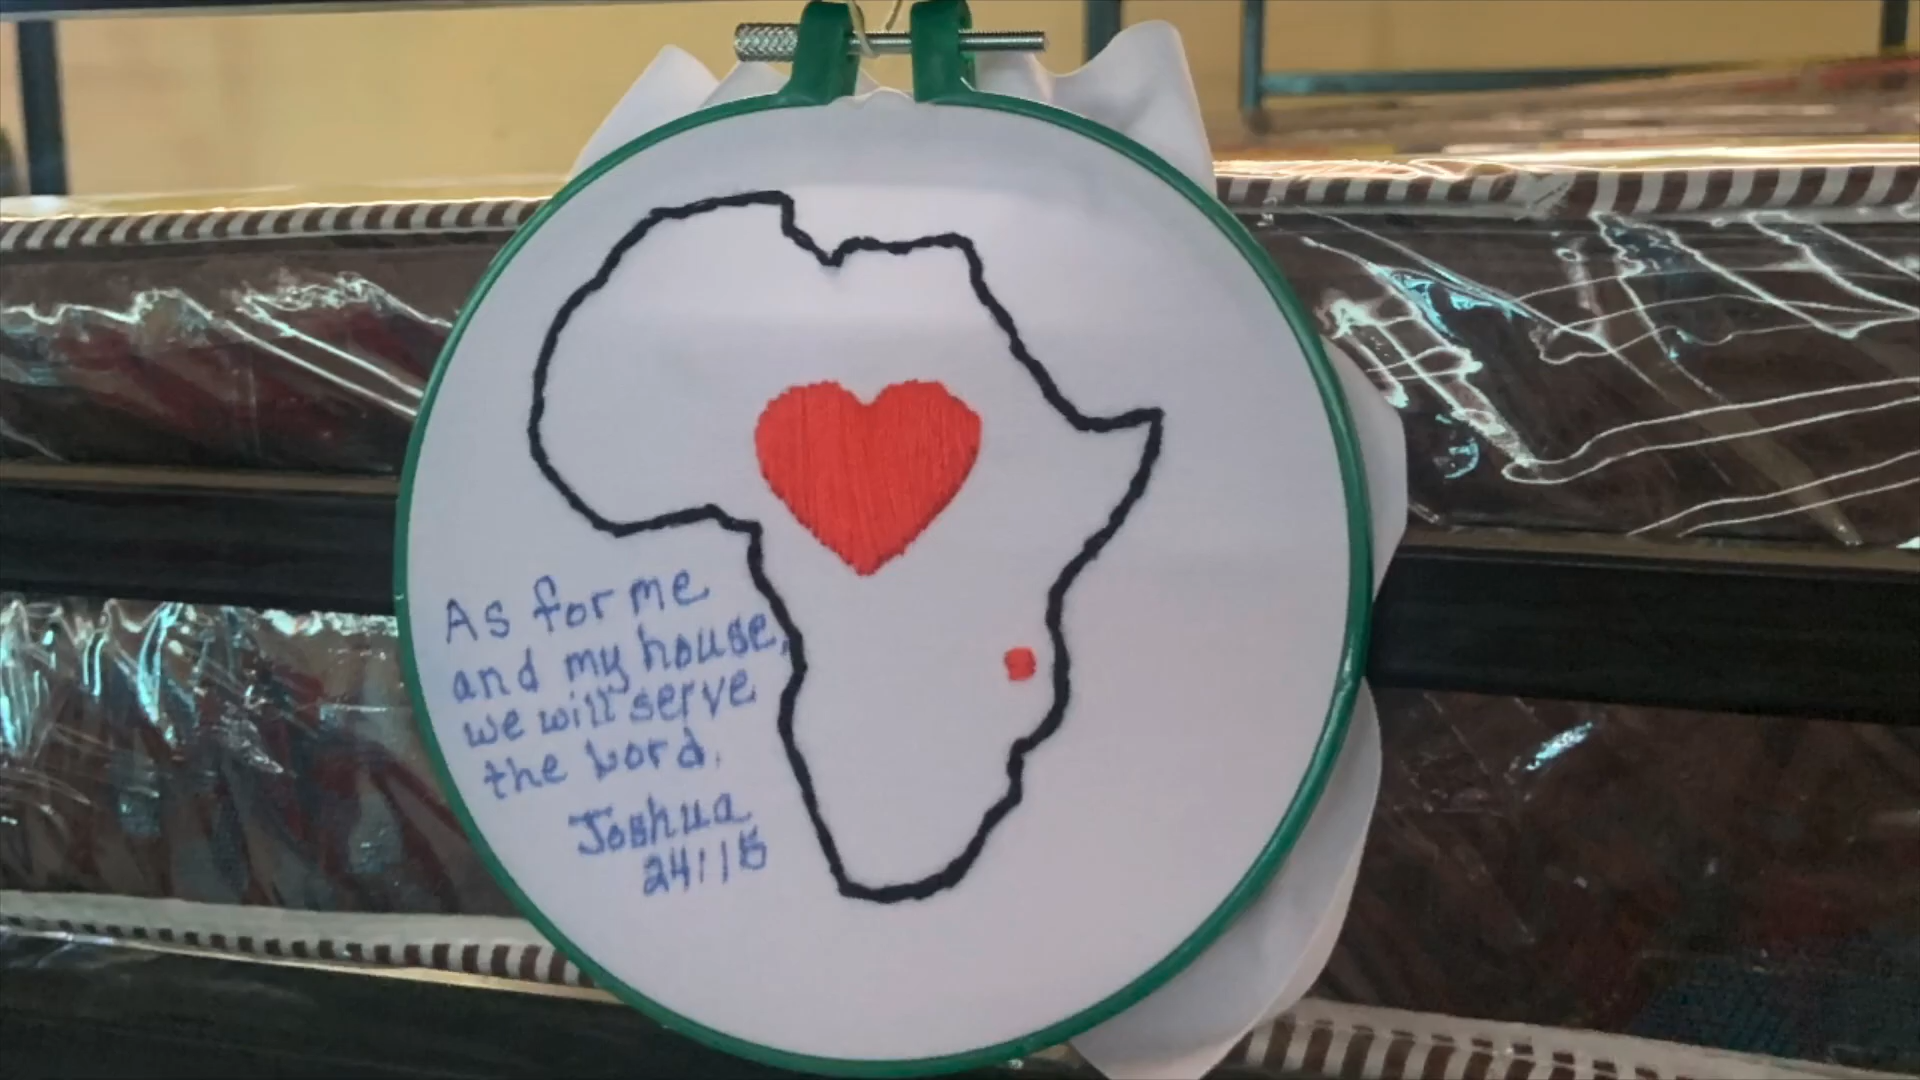 As for me
and my house,
we will serve
the Lord.
Joshua
24:15